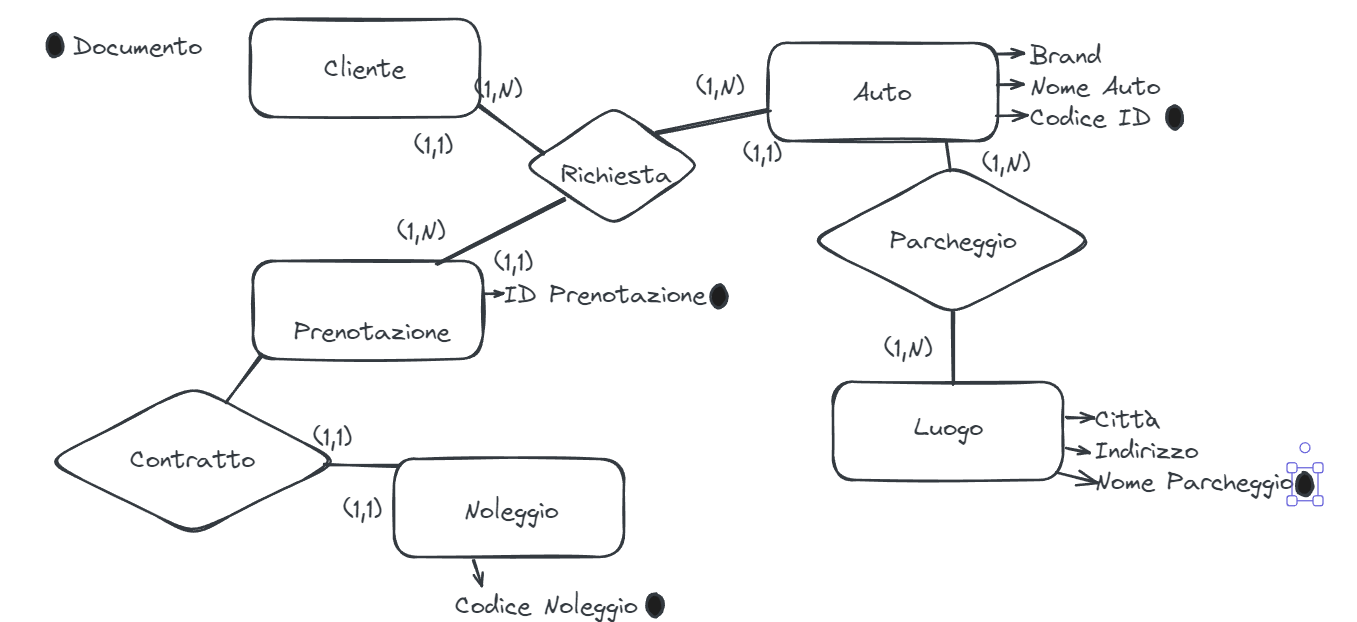 Documento
Cliente
(1,N)
(1,1)
Richiesta
(1,N)
(1,1)
Auto
Brand
Nome Auto
Codice ID
(1,N)
Parcheggio
(1,N)
Luogo
Città
Indirizzo
Nome Parcheggio
(1,N)
(1,1)
ID Prenotazione
Prenotazione
Contratto
(1,1)
(1,1)
Noleggio
Codice Noleggio